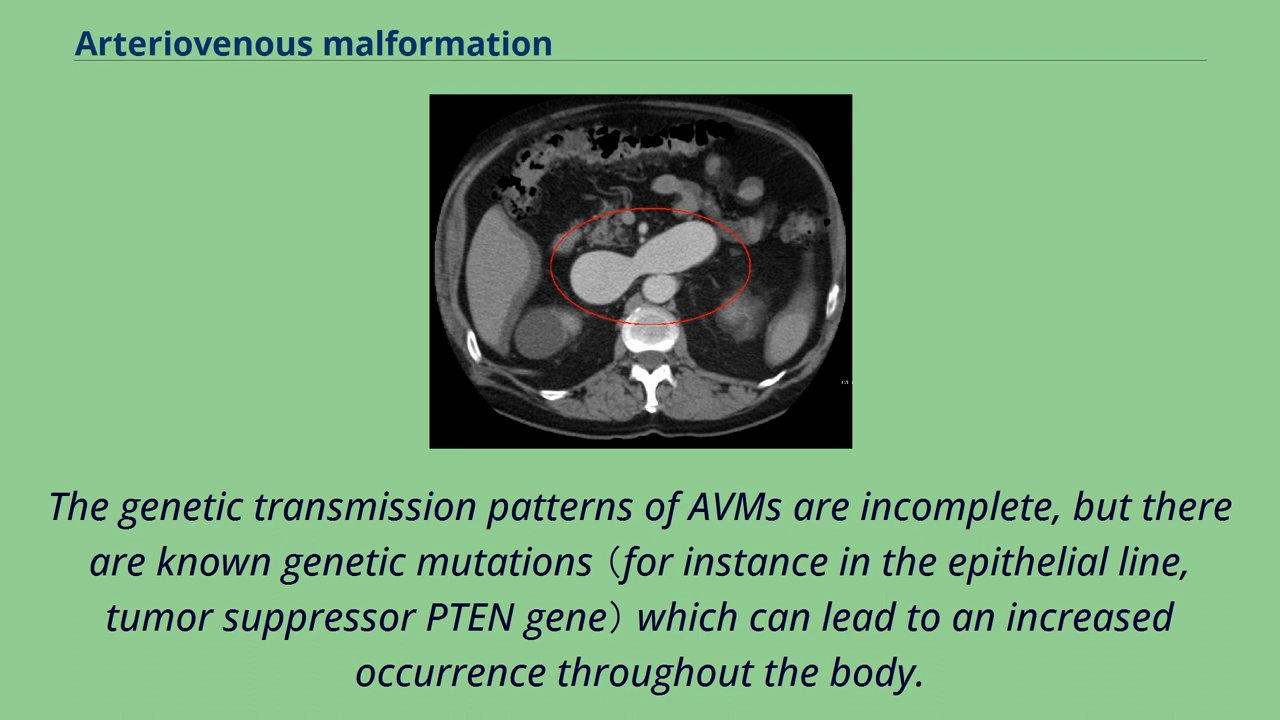 Arteriovenous malformation
The genetic transmission patterns of AVMs are incomplete, but there
are known genetic mutations（for instance in the epithelial line,
tumor suppressor PTEN gene）which can lead to an increased
occurrence throughout the body.